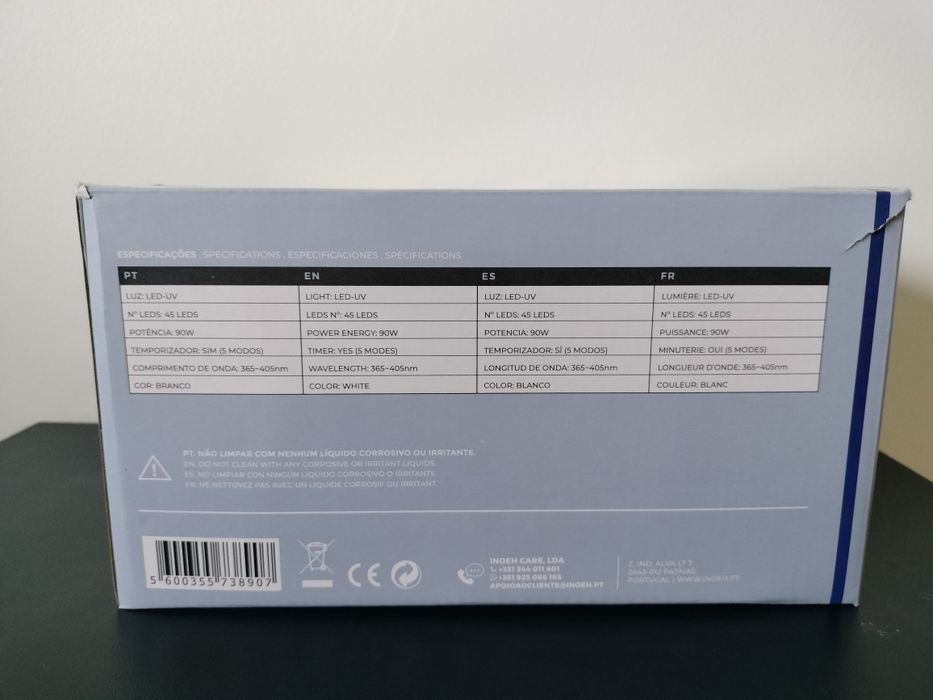 ESPECIFICAÇÕES . SPECIFICATIONS . ESPECIFICACIONES . SPÉCIFICATIONS
PT EN ES FR
LUZ: LED-UV LIGHT: LED-UV LUZ: LED-UV LUMIÈRE: LED-UV
Nº LEDS: 45 LEDS LEDS Nº: 45 LEDS Nº LEDS: 45 LEDS Nº LEDS: 45 LEDS
POTÊNCIA: 90W POWER ENERGY: 90W POTENCIA: 90W PUISSANCE: 90W
TEMPORIZADOR: SIM (5 MODOS) TIMER: YES (5 MODES) TEMPORIZADOR: SÍ (5 MODOS) MINUTERIE: OUI (5 MODES)
COMPRIMENTO DE ONDA: 365~405nm WAVELENGTH: 365~405nm LONGITUD DE ONDA: 365~405nm LONGUEUR D'ONDE: 365~405nm
COR: BRANCO COLOR: WHITE COLOR: BLANCO COULEUR: BLANC
PT. NÃO LIMPAR COM NENHUM LÍQUIDO CORROSIVO OU IRRITANTE.
EN. DO NOT CLEAN WITH ANY CORROSIVE OR IRRITANT LIQUIDS.
ES. NO LIMPIAR CON NINGÚN LÍQUIDO CORROSIVO O IRRITANTE.
FR. NE NETTOYEZ PAS AVEC UN LIQUIDE CORROSIF OU IRRITANT.
5 600355 738907
CE
INOEH CARE, LDA
+351 244 011 601
+351 925 068 165
APOIOAOCLIENTE@INOEH.PT
Z. IND. ALVA LT 7
2445-012 PATAIAS
PORTUGAL | WWW.INOEH.PT